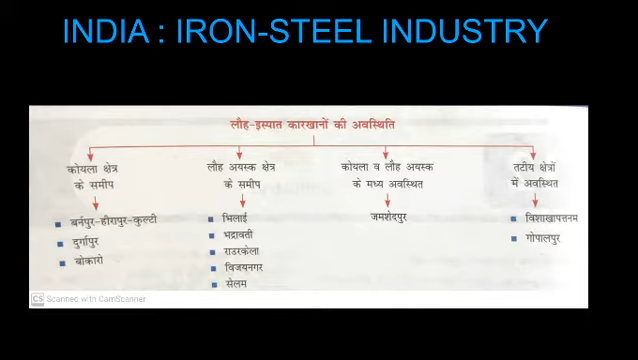 INDIA : IRON-STEEL INDUSTRY
लौह-इस्पात कारखानों की अवस्थिति
कोयला क्षेत्र
के समीप
बर्नपुर-हीरापुर-कुल्टी
दुर्गापुर
बोकारो
लौह अयस्क क्षेत्र
के समीप
भिलाई
भद्रावती
राउरकेला
विजयनगर
सेलम
कोयला व लौह अयस्क
के मध्य अवस्थित
जमशेदपुर
तटीय क्षेत्रों
में अवस्थित
विशाखापत्तनम
गोपालपुर
CS Scanned with CamScanner